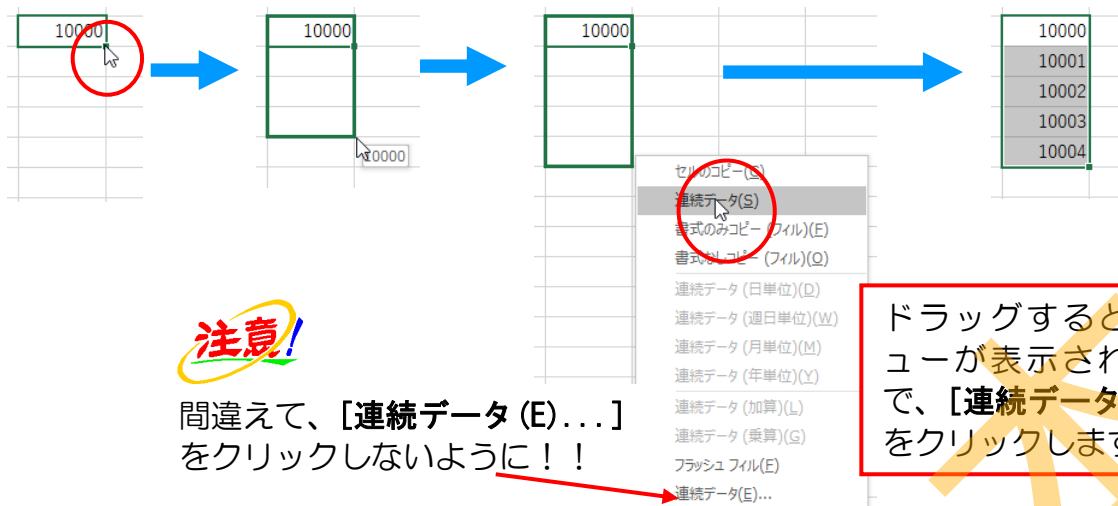 10000
10000
10000
10000
10000
10001
10002
10003
10004
セルのコピー(C)
連続データ(S)
書式のみコピー (フィル)(F)
書式なしコピー (フィル)(O)
連続データ (日単位)(D)
連続データ (週日単位)(W)
連続データ (月単位)(M)
連続データ (年単位)(Y)
連続データ (加算)(L)
連続データ (乗算)(G)
フラッシュ フィル(F)
連続データ(E)...
注意!
間違えて、[連続データ(E)...]
をクリックしないように！！
ドラッグすると
ューが表示され
で、[連続データ
をクリックします